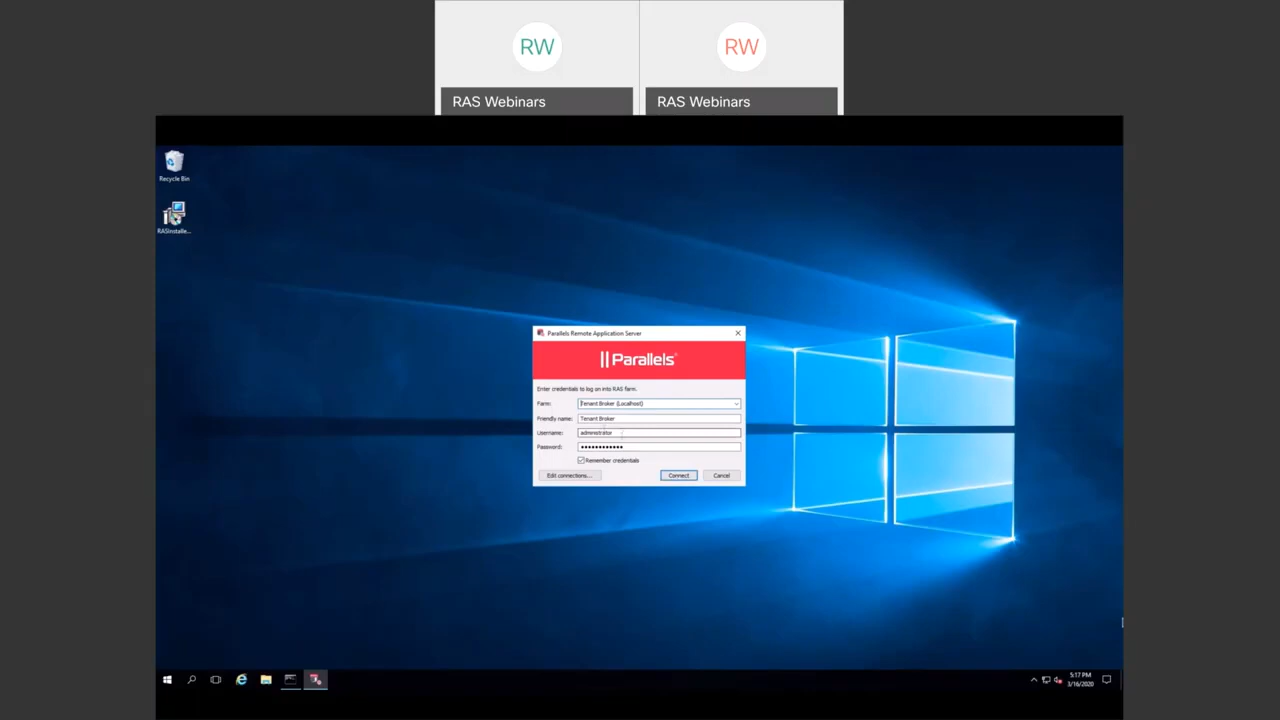 RW
RW
RAS Webinars
RAS Webinars
Recycle Bin
RASInstalle...
Parallels Remote Application Server
Parallels
Enter credentials to log on into RAS farm.
Farm: Tenant Broker (Localhost)
Friendly name: Tenant Broker
Username: administrator
Password: ••••••••••••
Remember credentials
Edit connections... Connect Cancel
5:17 PM
3/16/2020